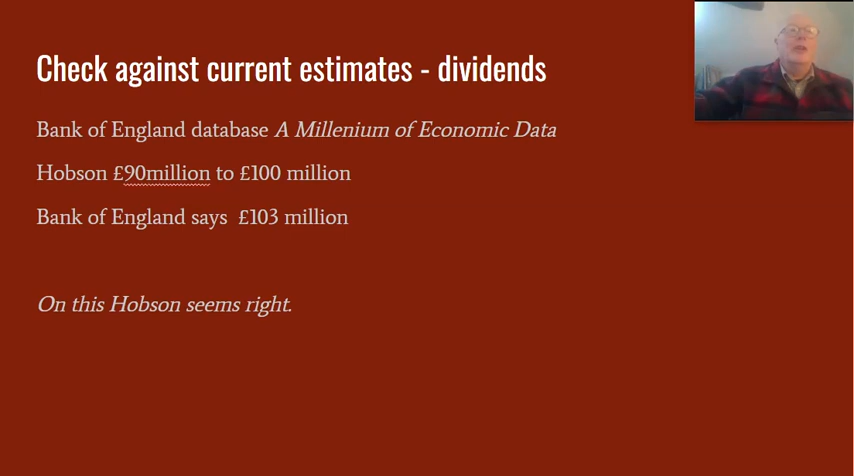 Check against current estimates - dividends
Bank of England database A Millenium of Economic Data
Hobson £90million to £100 million
Bank of England says £103 million
On this Hobson seems right.